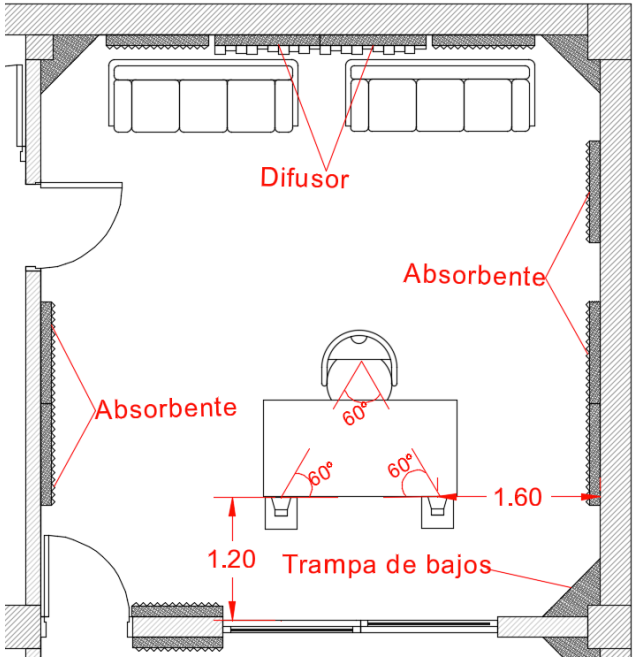 Difusor
Absorbente
Absorbente
60°
60°
60°
1.60
1.20
Trampa de bajos